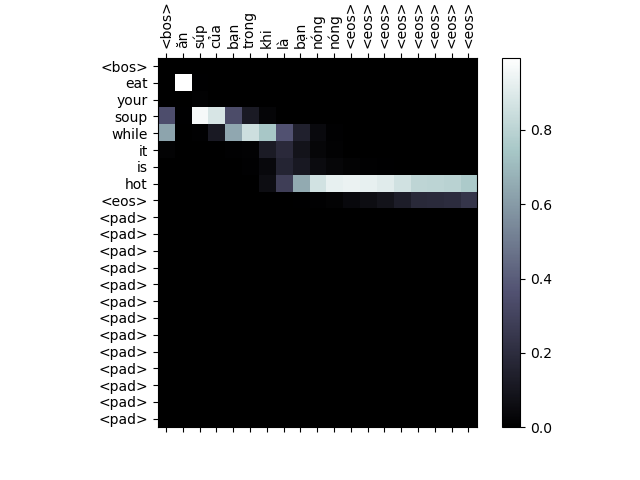 <bos> ăn súp của bạn trong khi là bạn nóng nóng <eos> <eos> <eos> <eos> <eos> <eos> <eos> <eos>
<bos>
eat
your
soup
while
it
is
hot
<eos>
<pad>
<pad>
<pad>
<pad>
<pad>
<pad>
<pad>
<pad>
<pad>
<pad>
<pad>
<pad>
<pad>
0.8
0.6
0.4
0.2
0.0